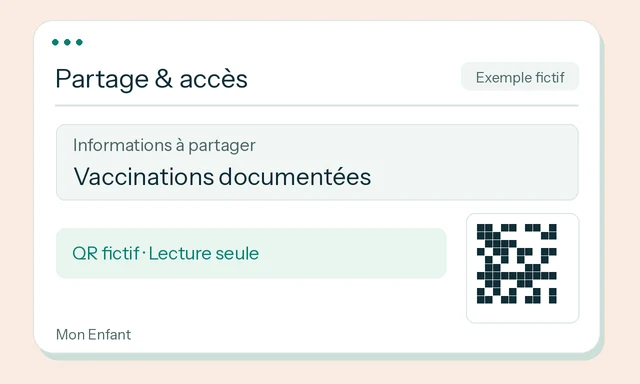 Partage & accès
Exemple fictif
Informations à partager
Vaccinations documentées
QR fictif · Lecture seule
Mon Enfant